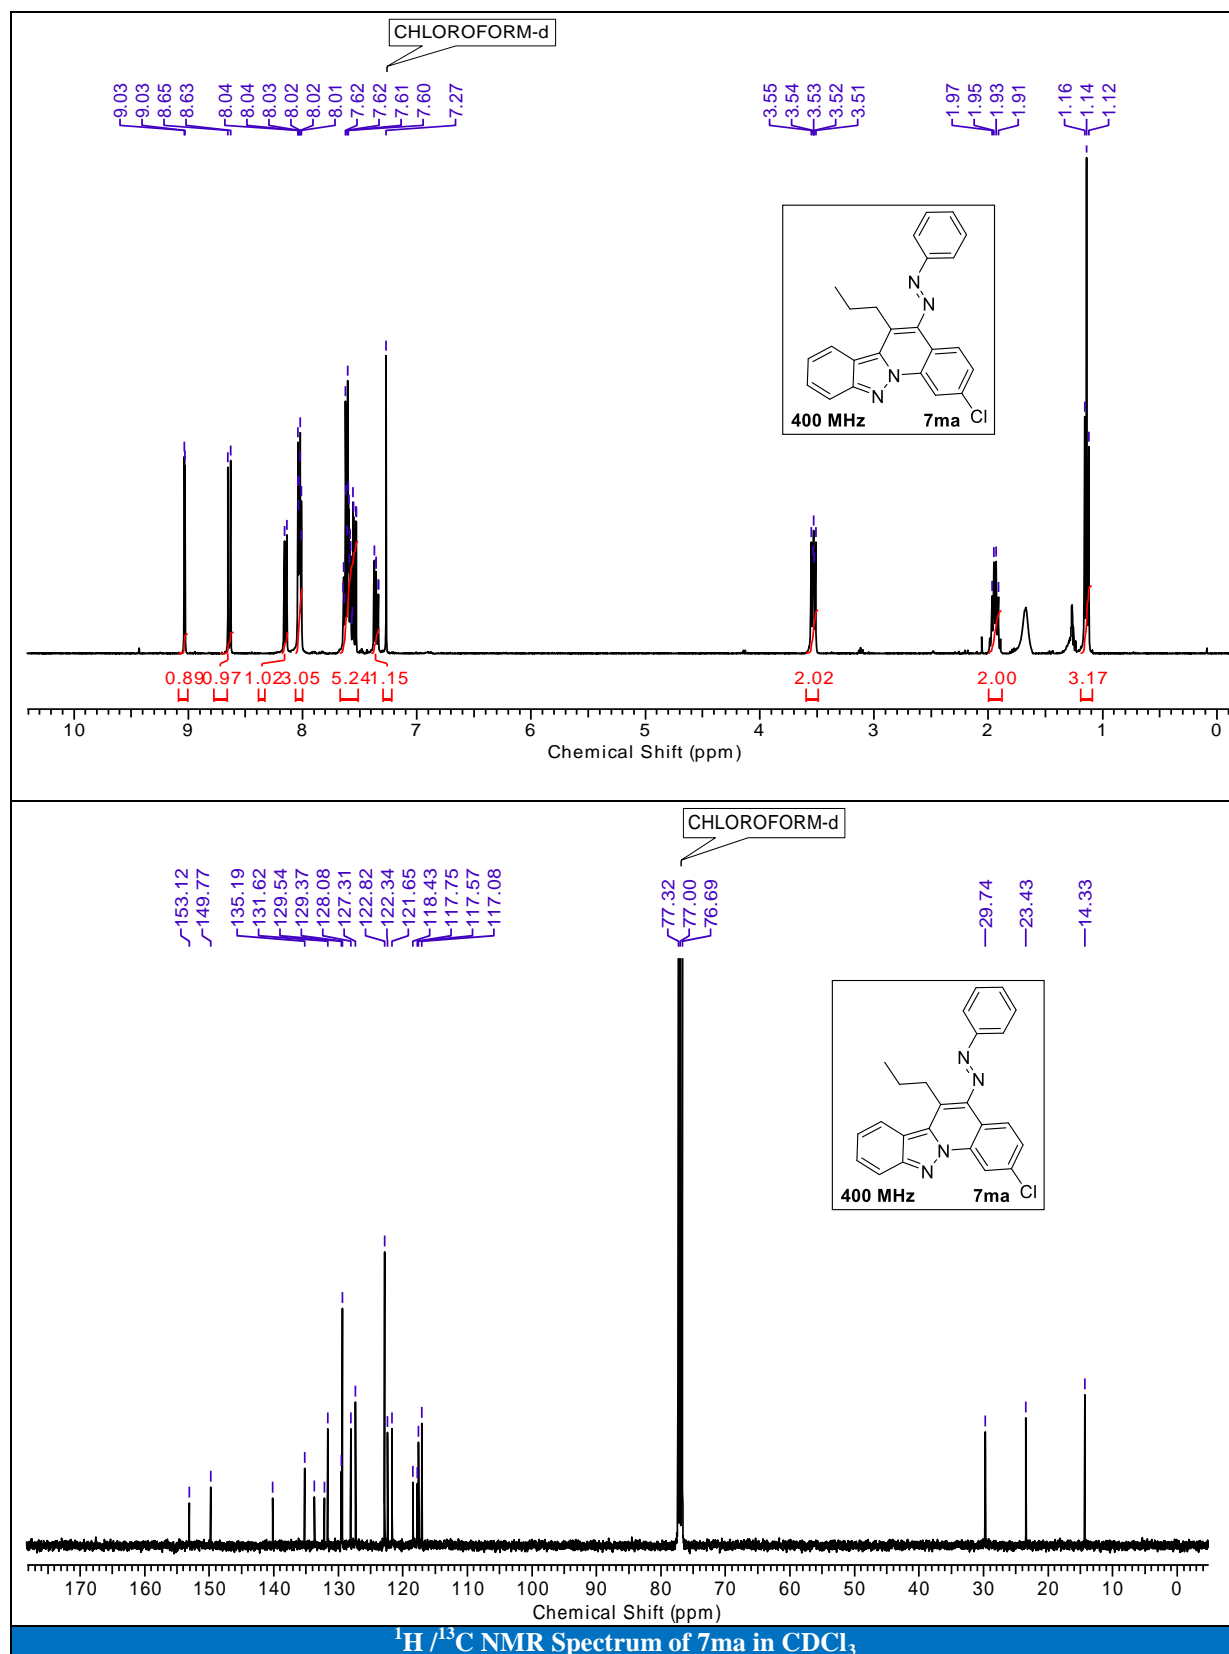 CHLOROFORM-d
9.03
9.03
8.65
8.63
8.04
8.04
8.03
8.02
8.02
8.01
7.62
7.62
7.61
7.60
7.27
3.55
3.54
3.53
3.52
3.51
1.97
1.95
1.93
1.91
1.16
1.14
1.12
N
N
N
N
Cl
400 MHz 7ma
0.89 0.97 1.02 3.05 5.24 1.15 2.02 2.00 3.17
10 9 8 7 6 5 4 3 2 1 0
Chemical Shift (ppm)
CHLOROFORM-d
153.12
149.77
135.19
131.62
129.54
129.37
128.08
127.31
122.82
122.34
121.65
118.43
117.75
117.57
117.08
77.32
77.00
76.69
29.74
23.43
14.33
N
N
N
N
Cl
400 MHz 7ma
170 160 150 140 130 120 110 100 90 80 70 60 50 40 30 20 10 0
Chemical Shift (ppm)
¹H /¹³C NMR Spectrum of 7ma in CDCl₃